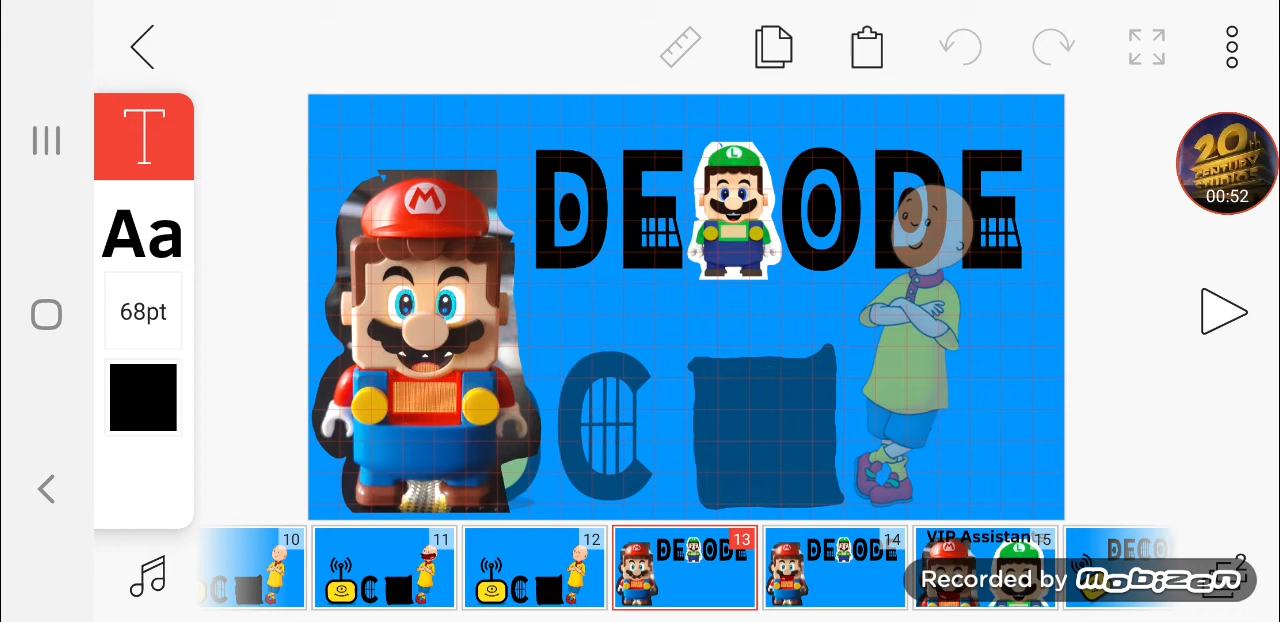 T
20th
CENTURY
STUDIOS
00:52
M
L
DE ODE
Aa
68pt
C
10
11
12
13
14
15
DE ODE
DE ODE
VIP Assistan
C
C
C
2
Recorded by mobizen